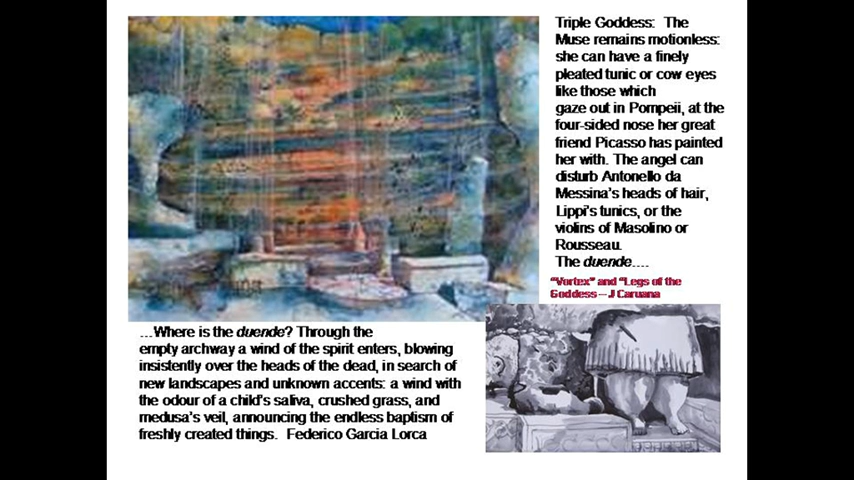 Triple Goddess: The
Muse remains motionless:
she can have a finely
pleated tunic or cow eyes
like those which
gaze out in Pompeii, at the
four-sided nose her great
friend Picasso has painted
her with. The angel can
disturb Antonello da
Messina's heads of hair,
Lippi's tunics, or the
violins of Masolino or
Rousseau.
The duende....
"Vortex" and "Legs of the
Goddess – J Caruana
...Where is the duende? Through the
empty archway a wind of the spirit enters, blowing
insistently over the heads of the dead, in search of
new landscapes and unknown accents: a wind with
the odour of a child's saliva, crushed grass, and
medusa's veil, announcing the endless baptism of
freshly created things. Federico Garcia Lorca